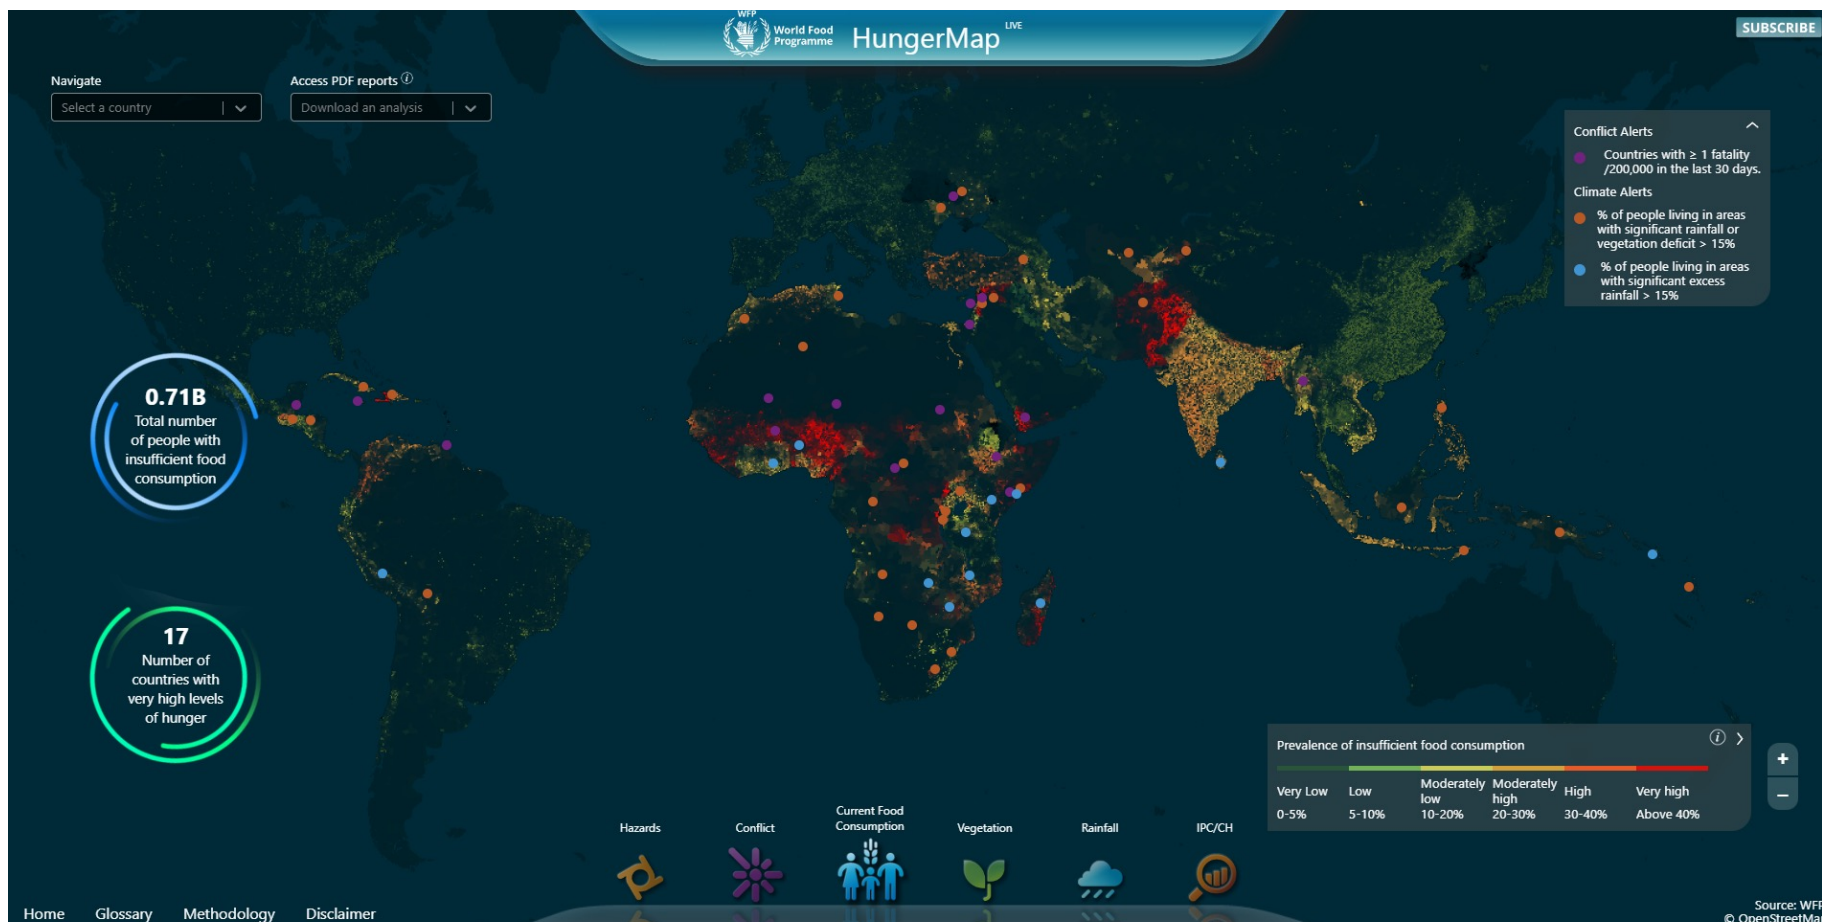 WFP
World Food
Programme
HungerMap
LIVE
SUBSCRIBE
Navigate
Select a country
Access PDF reports
Download an analysis
Conflict Alerts
Countries with ≥ 1 fatality
/200,000 in the last 30 days.
Climate Alerts
% of people living in areas
with significant rainfall or
vegetation deficit > 15%
% of people living in areas
with significant excess
rainfall > 15%
0.71B
Total number
of people with
insufficient food
consumption
17
Number of
countries with
very high levels
of hunger
Prevalence of insufficient food consumption
Very Low
0-5%
Low
5-10%
Moderately
low
10-20%
Moderately
high
20-30%
High
30-40%
Very high
Above 40%
+
−
Hazards
Conflict
Current Food
Consumption
Vegetation
Rainfall
IPC/CH
Home
Glossary
Methodology
Disclaimer
Source: WFP
© OpenStreetMap